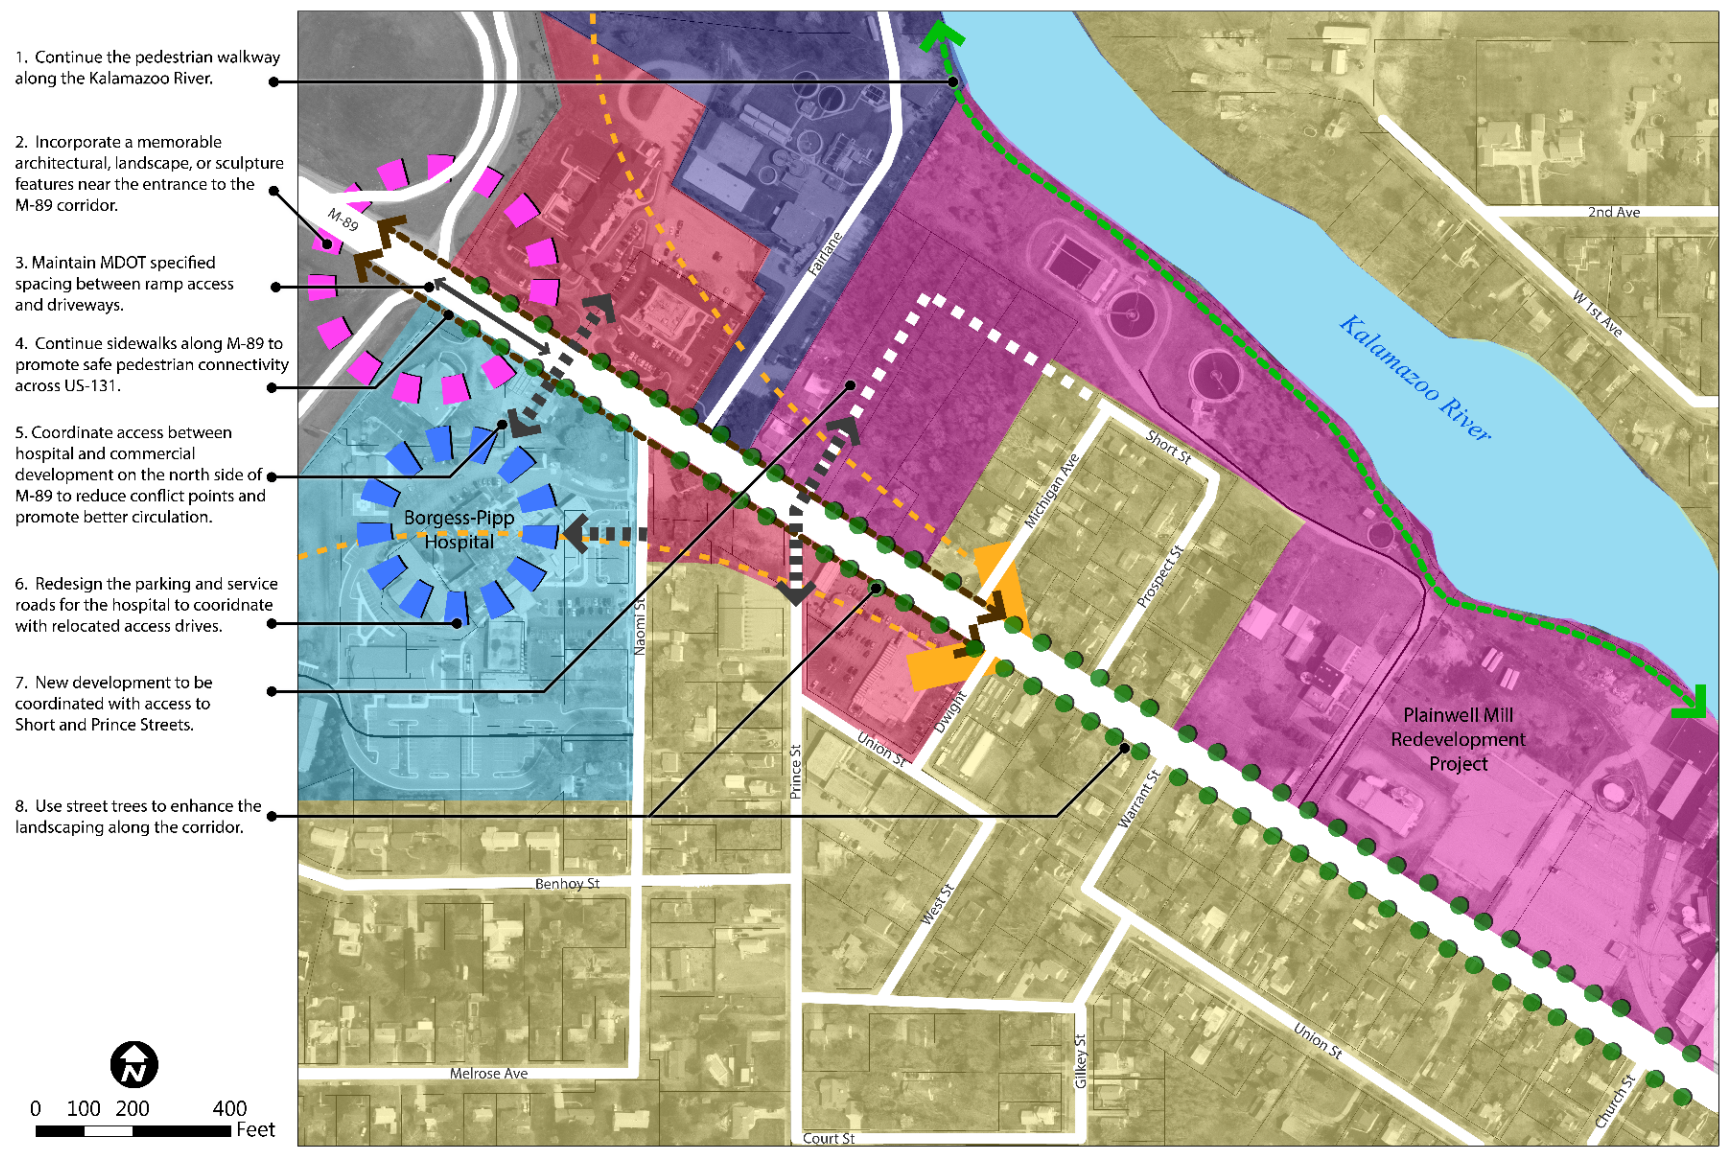 1. Continue the pedestrian walkway
along the Kalamazoo River.
2. Incorporate a memorable
architectural, landscape, or sculpture
features near the entrance to the
M-89 corridor.
3. Maintain MDOT specified
spacing between ramp access
and driveways.
4. Continue sidewalks along M-89 to
promote safe pedestrian connectivity
across US-131.
5. Coordinate access between
hospital and commercial
development on the north side of
M-89 to reduce conflict points and
promote better circulation.
6. Redesign the parking and service
roads for the hospital to cooridnate
with relocated access drives.
7. New development to be
coordinated with access to
Short and Prince Streets.
8. Use street trees to enhance the
landscaping along the corridor.
N
0 100 200 400
Feet
M-89
Fairlane
2nd Ave
W 1st Ave
Kalamazoo River
Short St
Michigan Ave
Prospect St
Borgess-Pipp
Hospital
Naomi St
Dwight
Union St
Prince St
Plainwell Mill
Redevelopment
Project
Warrant St
Benhoy St
West St
Union St
Melrose Ave
Gilkey St
Church St
Court St